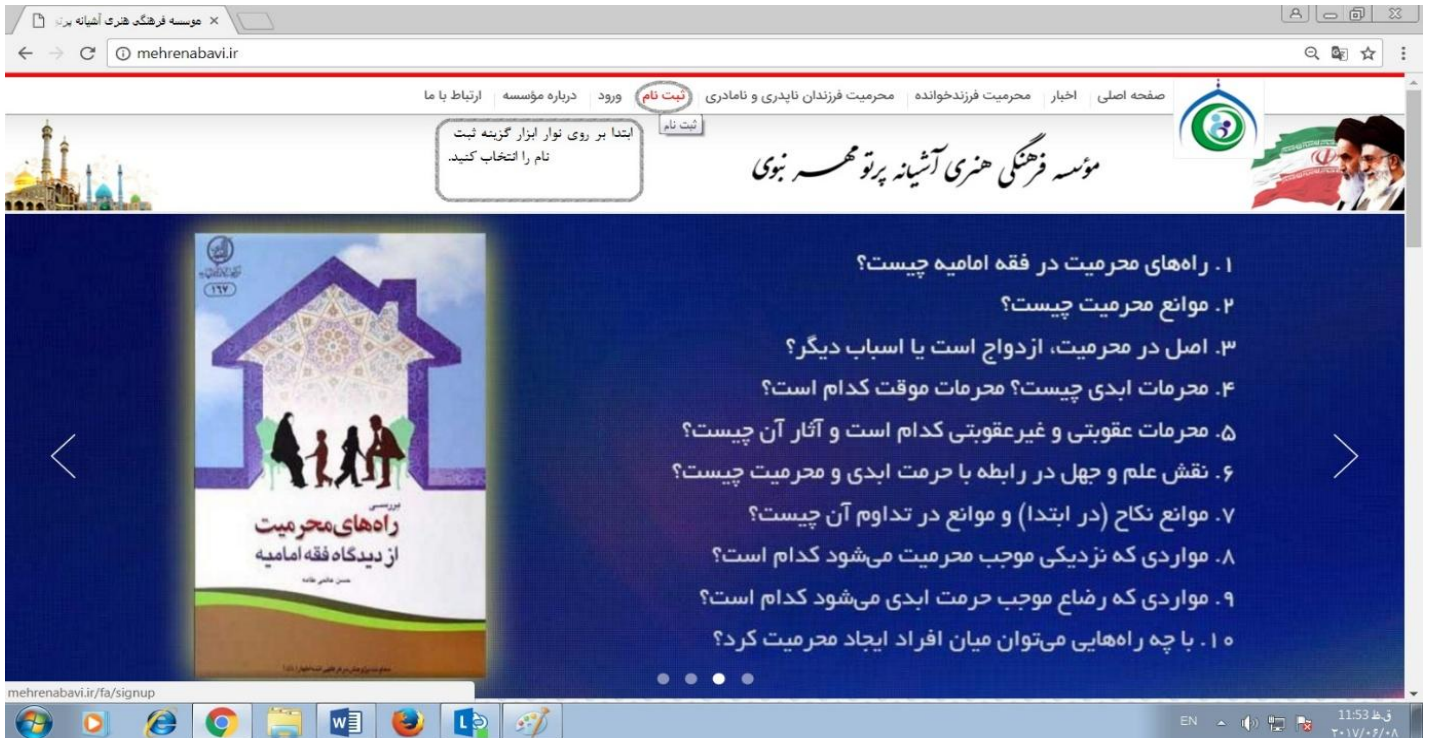 موسسه فرهنگی هنری آشیانه پرتو
mehrenabavi.ir
صفحه اصلی
اخبار
محرمیت فرزندخوانده
محرمیت فرزندان ناپدری و نامادری
ثبت نام
ورود
درباره مؤسسه
ارتباط با ما
ثبت نام
ابتدا بر روی نوار ابزار گزینه ثبت
نام را انتخاب کنید.
مؤسسه فرهنگی هنری آشیانه پرتو مهر نبوی
۱. راه‌های محرمیت در فقه امامیه چیست؟
۲. موانع محرمیت چیست؟
۳. اصل در محرمیت، ازدواج است یا اسباب دیگر؟
۴. محرمات ابدی چیست؟ محرمات موقت کدام است؟
۵. محرمات عقوبتی و غیرعقوبتی کدام است و آثار آن چیست؟
۶. نقش علم و جهل در رابطه با حرمت ابدی و محرمیت چیست؟
۷. موانع نکاح (در ابتدا) و موانع در تداوم آن چیست؟
۸. مواردی که نزدیکی موجب محرمیت می‌شود کدام است؟
۹. مواردی که رضاع موجب حرمت ابدی می‌شود کدام است؟
۱۰. با چه راه‌هایی می‌توان میان افراد ایجاد محرمیت کرد؟
۱۶۷
بررسی
راه‌های محرمیت
از دیدگاه فقه امامیه
mehrenabavi.ir/fa/signup
EN
11:53 ق.ظ
۲۰۱۷/۰۶/۰۸